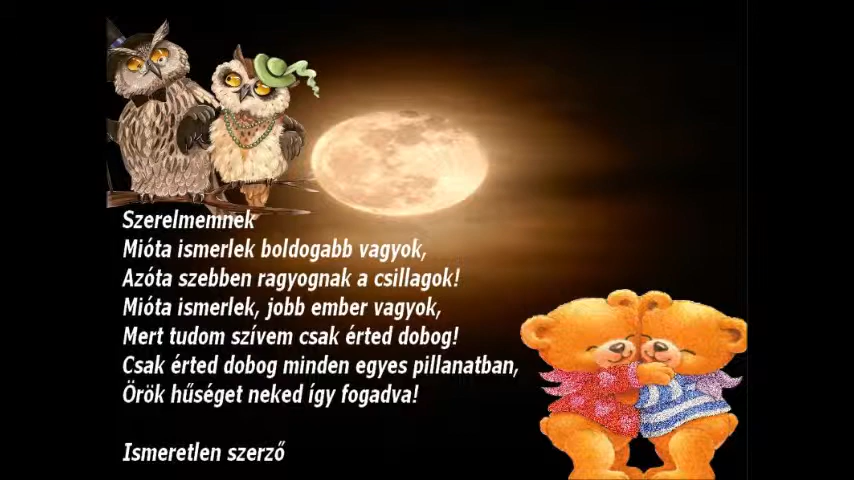 Szerelmemnek
Mióta ismerlek boldogabb vagyok,
Azóta szebben ragyognak a csillagok!
Mióta ismerlek, jobb ember vagyok,
Mert tudom szívem csak érted dobog!
Csak érted dobog minden egyes pillanatban,
Örök hűséget neked így fogadva!
Ismeretlen szerző